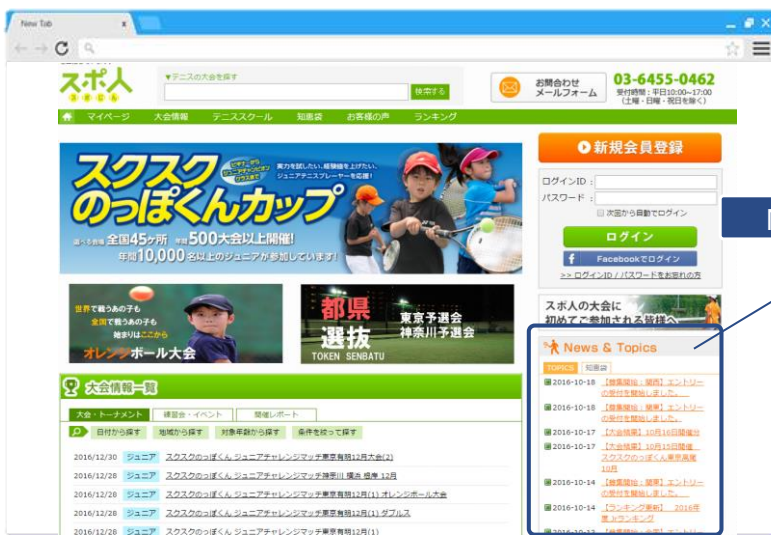 New Tab
スポ人
スポじん
▼テニスの大会を探す
検索する
お問合わせ
メールフォーム
03-6455-0462
受付時間：平日10:00~17:00
(土曜・日曜・祝日を除く)
マイページ
大会情報
テニススクール
知恵袋
お客様の声
ランキング
スクスク
のっぽくんカップ
実力を試したい、経験値を上げたい、
ジュニアテニスプレーヤーを応援!
全国45ヶ所 年間500大会以上開催!
年間10,000名以上のジュニアが参加しています!
新規会員登録
ログインID：
パスワード：
次回から自動でログイン
ログイン
Facebookでログイン
>> ログインID / パスワードをお忘れの方
世界で戦うあの子も
全国で戦うあの子も
始まりはここから
オレンジボール大会
都県
選抜
TOKEN SENBATU
東京予選会
神奈川予選会
スポ人の大会に
初めてご参加される皆様へ
News & Topics
TOPICS
知恵袋
2016-10-18 【募集開始：関西】エントリー
の受付を開始しました。
2016-10-18 【募集開始：関東】エントリー
の受付を開始しました。
2016-10-17 【大会結果】10月16日開催分
2016-10-17 【大会結果】10月15日開催
スクスクのっぽくん東京高尾
10月
2016-10-14 【募集開始：関東】エントリー
の受付を開始しました。
2016-10-14 【ランキング更新】 2016年
度 Jrランキング
大会情報一覧
大会・トーナメント
練習会・イベント
開催レポート
日付から探す
地域から探す
対象年齢から探す
条件を絞って探す
2016/12/30 ジュニア スクスクのっぽくん ジュニアチャレンジマッチ東京有明12月大会(2)
2016/12/28 ジュニア スクスクのっぽくん ジュニアチャレンジマッチ神奈川 横浜 根岸 12月
2016/12/28 ジュニア スクスクのっぽくん ジュニアチャレンジマッチ東京有明12月(1) オレンジボール大会
2016/12/28 ジュニア スクスクのっぽくん ジュニアチャレンジマッチ東京有明12月(1) ダブルス
2016/12/28 ジュニア スクスクのっぽくん ジュニアチャレンジマッチ東京有明12月(1)